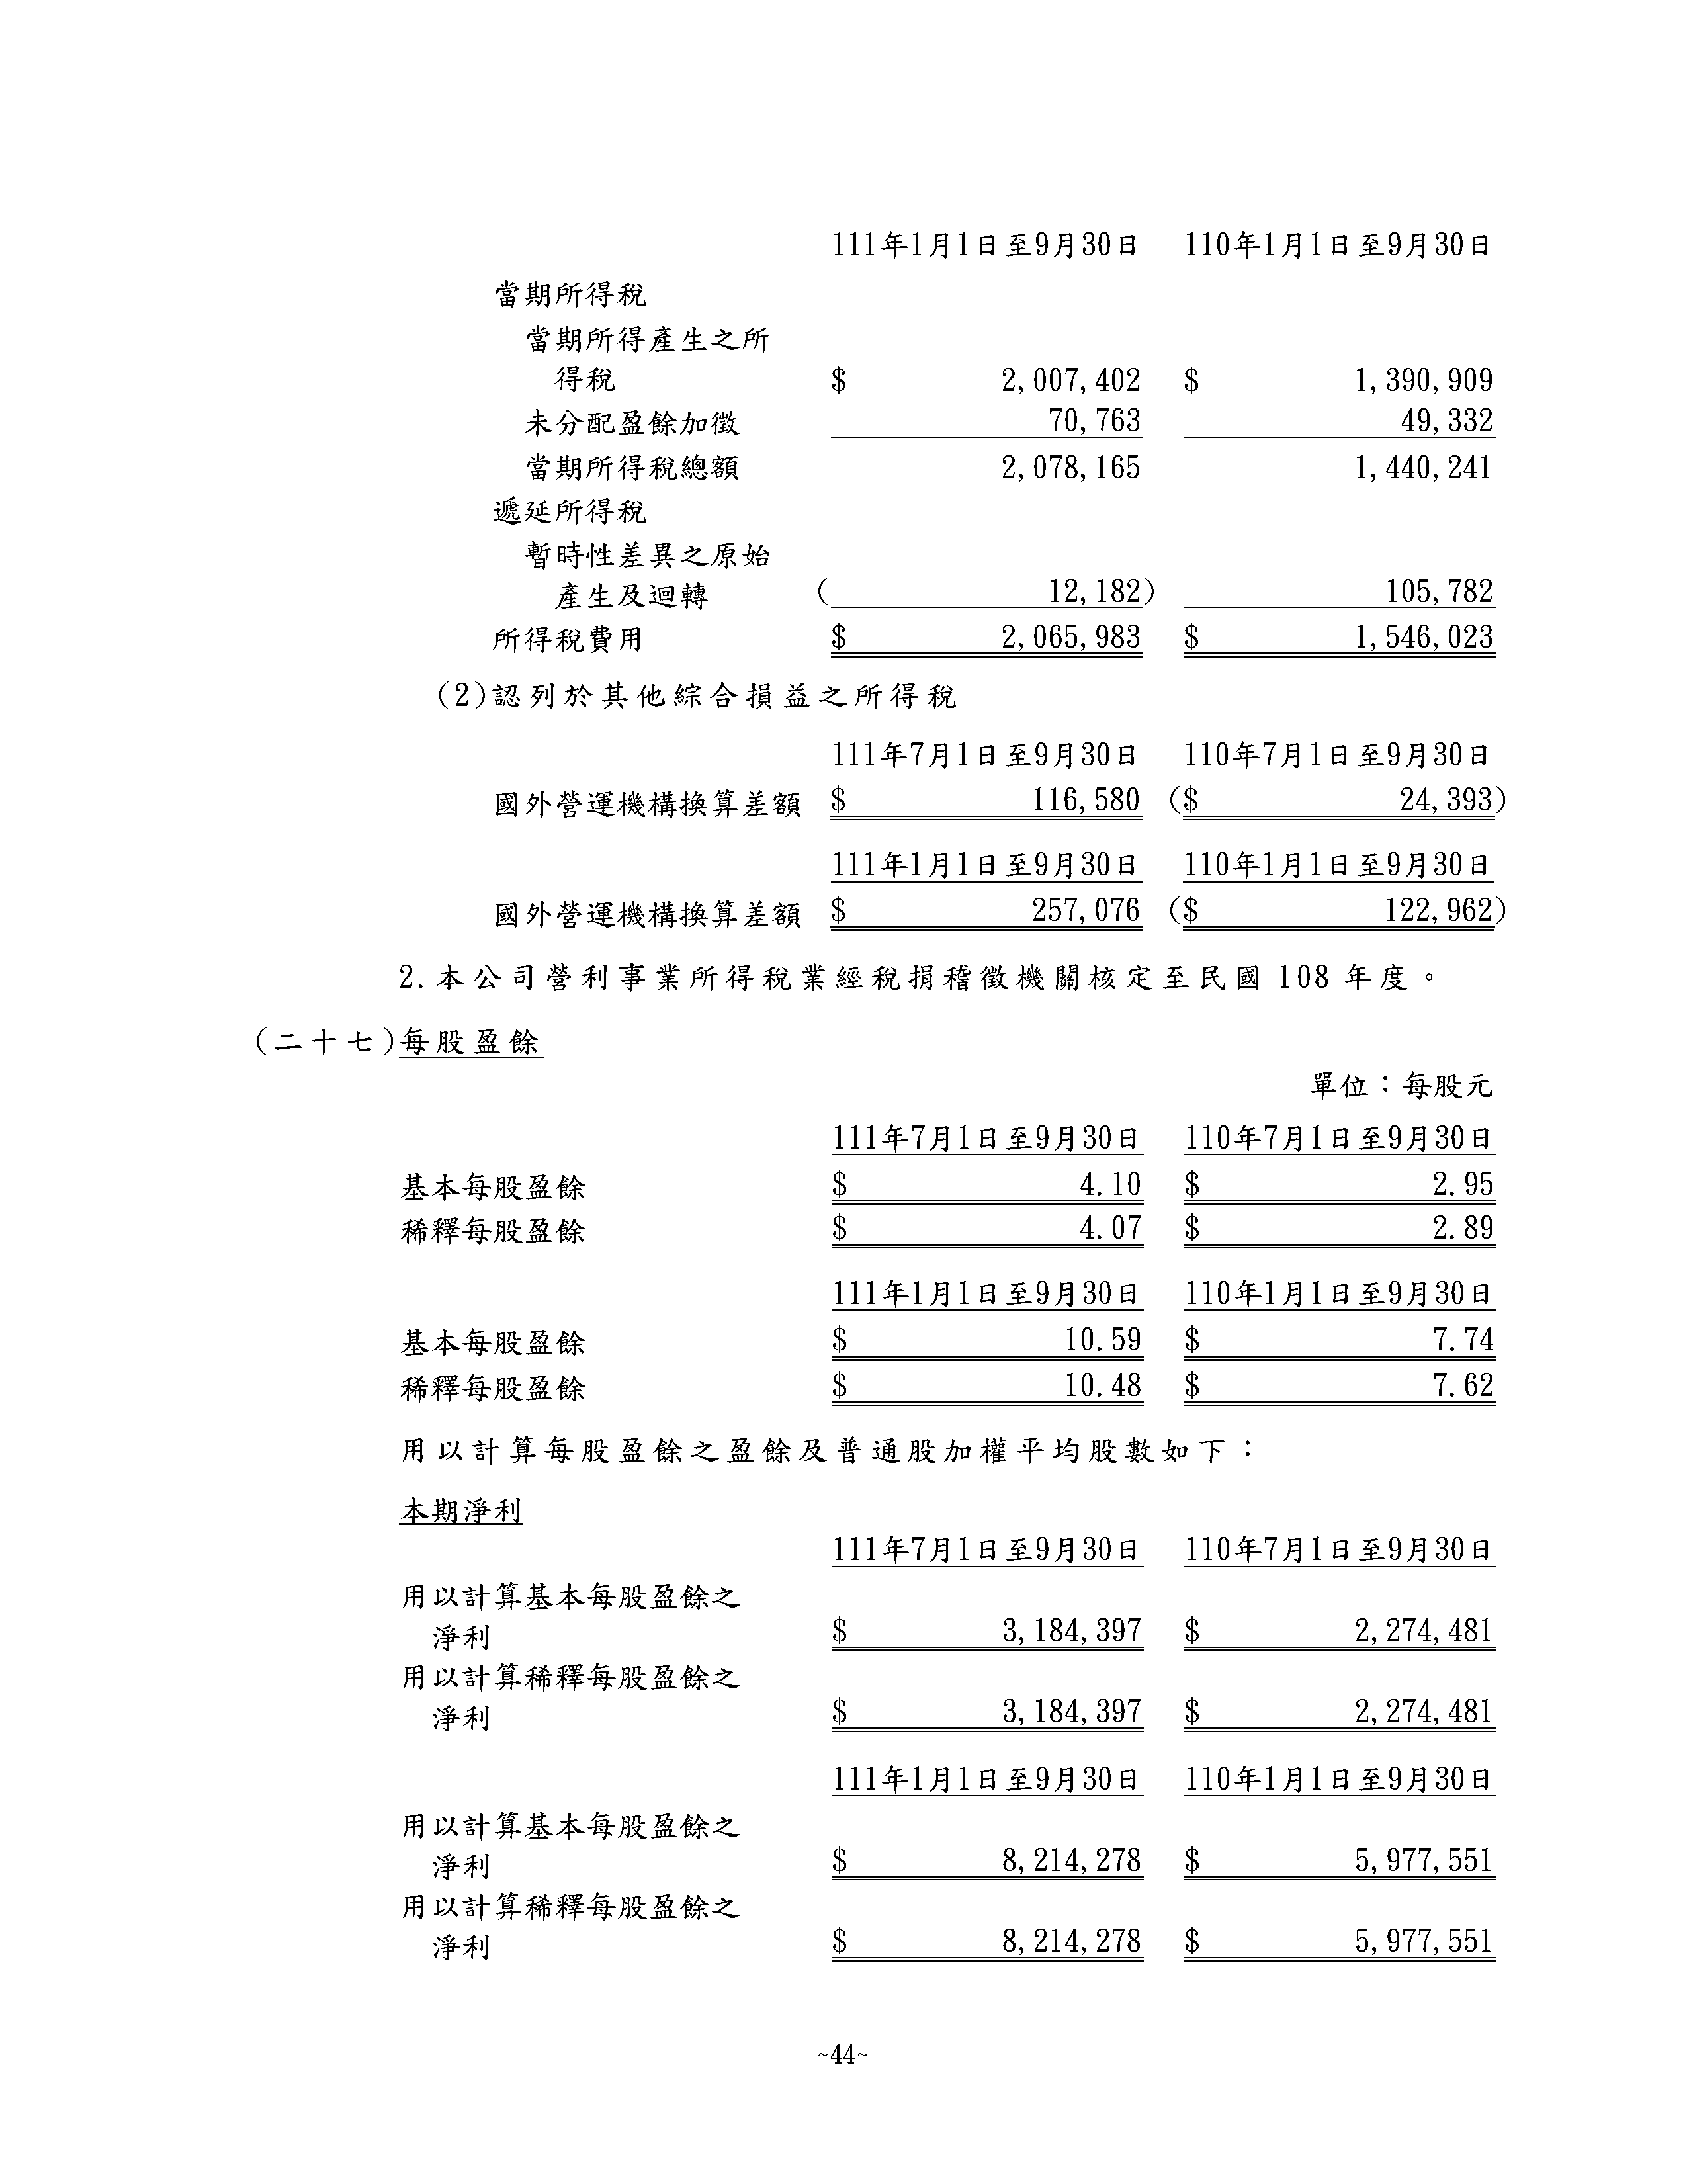 111年1月1日至9月30日 110年1月1日至9月30日
當期所得稅
當期所得產生之所
得稅 $ 2,007,402 $ 1,390,909
未分配盈餘加徵 70,763 49,332
當期所得稅總額 2,078,165 1,440,241
遞延所得稅
暫時性差異之原始
產生及迴轉 ( 12,182) 105,782
所得稅費用 $ 2,065,983 $ 1,546,023
(2)認列於其他綜合損益之所得稅
111年7月1日至9月30日 110年7月1日至9月30日
國外營運機構換算差額 $ 116,580 ($ 24,393)
111年1月1日至9月30日 110年1月1日至9月30日
國外營運機構換算差額 $ 257,076 ($ 122,962)
2.本公司營利事業所得稅業經稅捐稽徵機關核定至民國 108 年度。
(二十七)每股盈餘
單位：每股元
111年7月1日至9月30日 110年7月1日至9月30日
基本每股盈餘 $ 4.10 $ 2.95
稀釋每股盈餘 $ 4.07 $ 2.89
111年1月1日至9月30日 110年1月1日至9月30日
基本每股盈餘 $ 10.59 $ 7.74
稀釋每股盈餘 $ 10.48 $ 7.62
用以計算每股盈餘之盈餘及普通股加權平均股數如下：
本期淨利
111年7月1日至9月30日 110年7月1日至9月30日
用以計算基本每股盈餘之
淨利 $ 3,184,397 $ 2,274,481
用以計算稀釋每股盈餘之
淨利 $ 3,184,397 $ 2,274,481
111年1月1日至9月30日 110年1月1日至9月30日
用以計算基本每股盈餘之
淨利 $ 8,214,278 $ 5,977,551
用以計算稀釋每股盈餘之
淨利 $ 8,214,278 $ 5,977,551
~44~